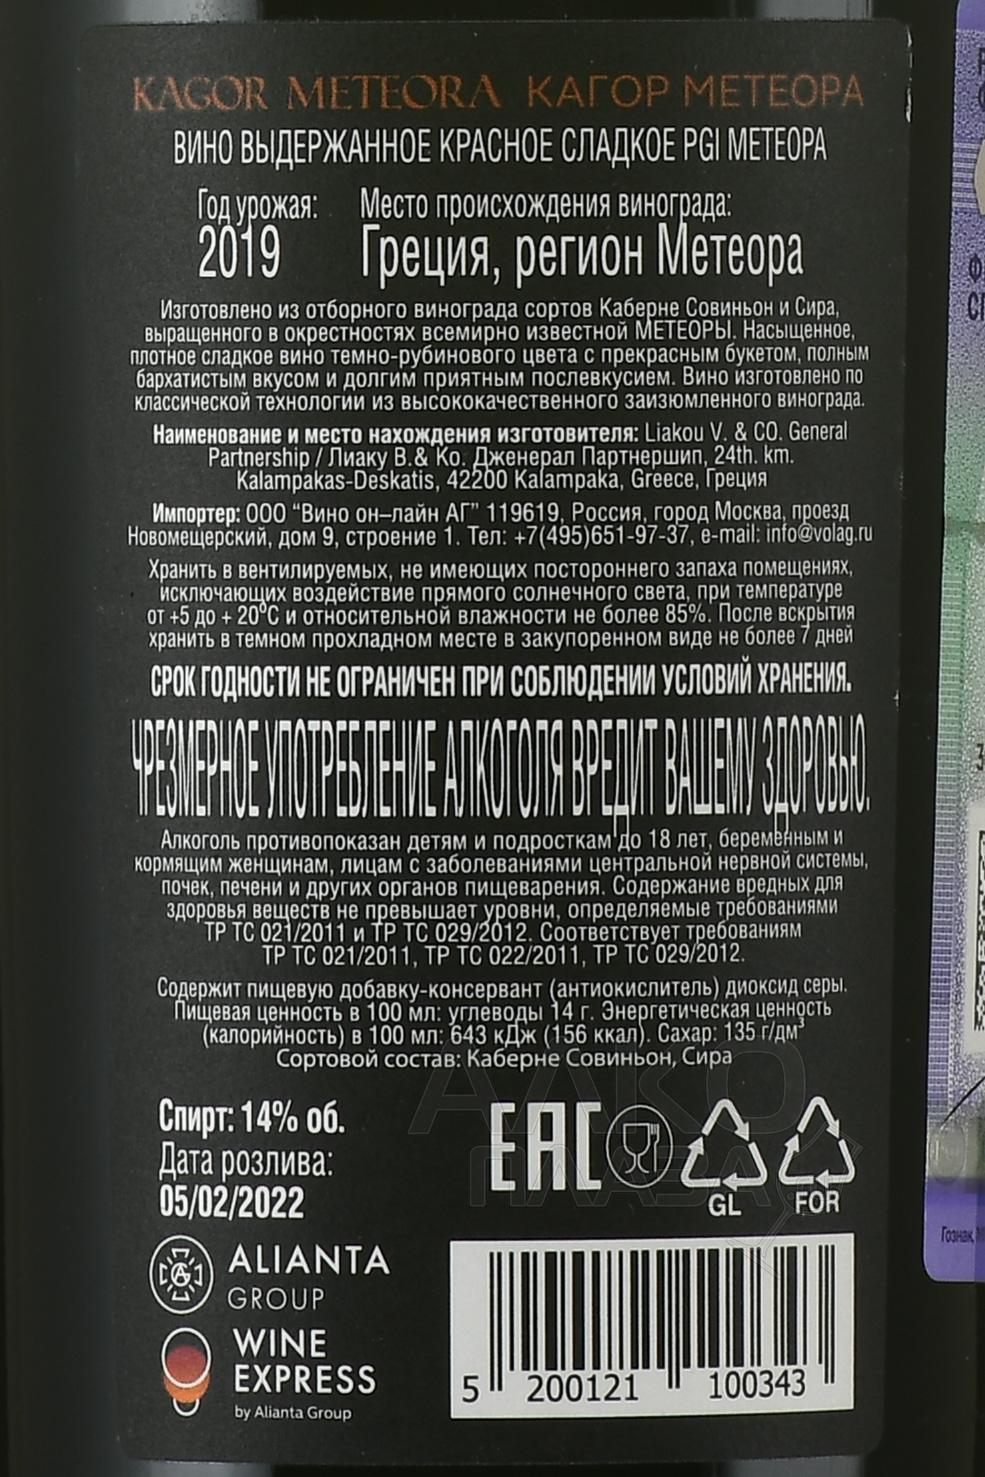 KAGOR METEORA КАГОР МЕТЕОРА
ВИНО ВЫДЕРЖАННОЕ КРАСНОЕ СЛАДКОЕ PGI МЕТЕОРА
Год урожая: Место происхождения винограда:
2019 Греция, регион Метеора
Изготовлено из отборного винограда сортов Каберне Совиньон и Сира,
выращенного в окрестностях всемирно известной МЕТЕОРЫ. Насыщенное,
плотное сладкое вино темно-рубинового цвета с прекрасным букетом, полным
бархатистым вкусом и долгим приятным послевкусием. Вино изготовлено по
классической технологии из высококачественного заизюмленного винограда.
Наименование и место нахождения изготовителя: Liakou V. & CO. General
Partnership / Лиаку В.& Ко. Дженерал Партнершип, 24th. km.
Kalampakas-Deskatis, 42200 Kalampaka, Greece, Греция
Импортер: ООО “Вино он–лайн АГ” 119619, Россия, город Москва, проезд
Новомещерский, дом 9, строение 1. Тел: +7(495)651-97-37, e-mail: info@volag.ru
Хранить в вентилируемых, не имеющих постороннего запаха помещениях,
исключающих воздействие прямого солнечного света, при температуре
от +5 до + 20°С и относительной влажности не более 85%. После вскрытия
хранить в темном прохладном месте в закупоренном виде не более 7 дней
СРОК ГОДНОСТИ НЕ ОГРАНИЧЕН ПРИ СОБЛЮДЕНИИ УСЛОВИЙ ХРАНЕНИЯ.
ЧРЕЗМЕРНОЕ УПОТРЕБЛЕНИЕ АЛКОГОЛЯ ВРЕДИТ ВАШЕМУ ЗДОРОВЬЮ.
Алкоголь противопоказан детям и подросткам до 18 лет, беременным и
кормящим женщинам, лицам с заболеваниями центральной нервной системы,
почек, печени и других органов пищеварения. Содержание вредных для
здоровья веществ не превышает уровни, определяемые требованиями
ТР ТС 021/2011 и ТР ТС 029/2012. Соответствует требованиям
ТР ТС 021/2011, ТР ТС 022/2011, ТР ТС 029/2012.
Содержит пищевую добавку-консервант (антиокислитель) диоксид серы.
Пищевая ценность в 100 мл: углеводы 14 г. Энергетическая ценность
(калорийность) в 100 мл: 643 кДж (156 ккал). Сахар: 135 г/дм³
Сортовой состав: Каберне Совиньон, Сира
Спирт: 14% об.
Дата розлива:
05/02/2022
EAC
GL FOR
ALIANTA
GROUP
WINE
EXPRESS
by Alianta Group
5 200121 100343
АЛКО
ПЛАЗА
Гознак,